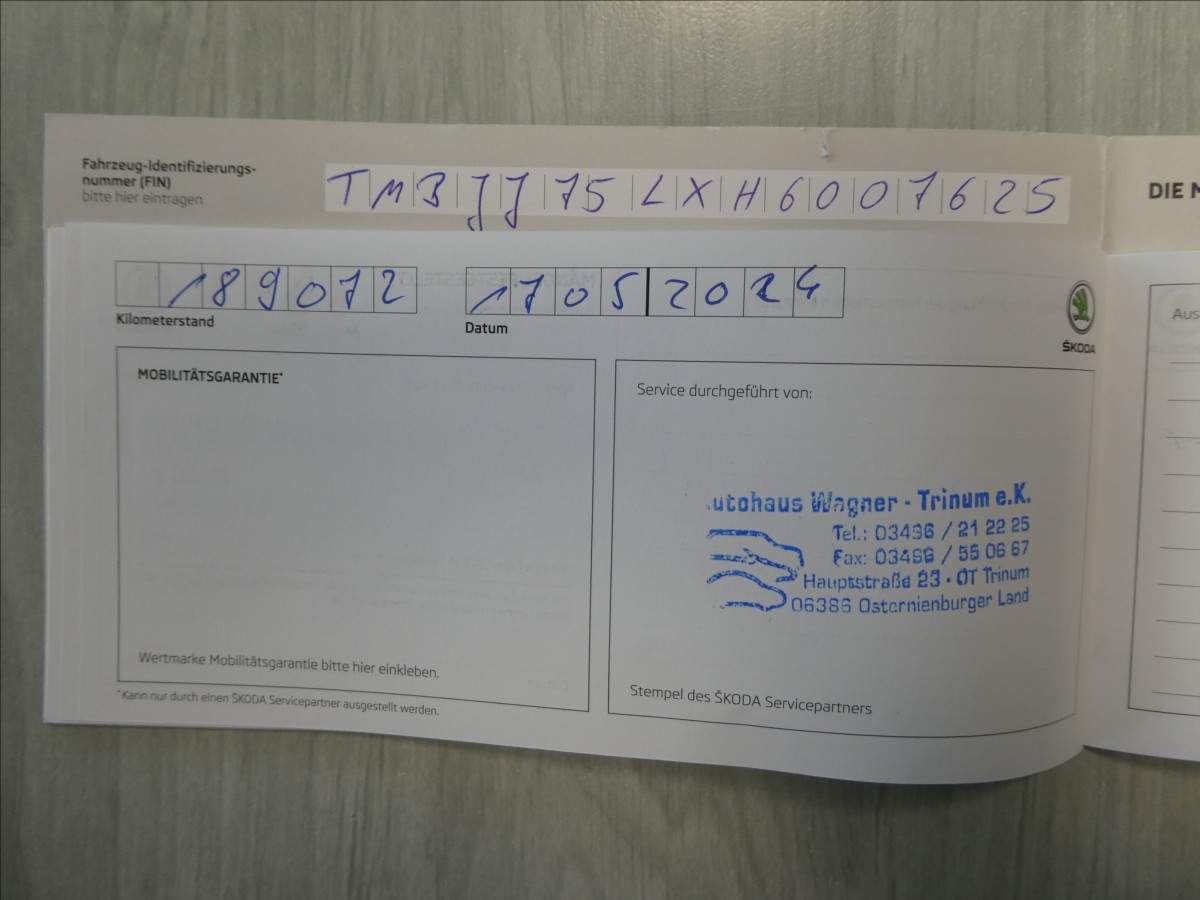 Fahrzeug-Identifizierungs-
nummer (FIN)
bitte hier eintragen
TMBJJ75LXH6007625
DIE
189072
Kilometerstand
17052024
Datum
ŠKODA
Aus
MOBILITÄTSGARANTIE*
Wertmarke Mobilitätsgarantie bitte hier einkleben.
*Kann nur durch einen ŠKODA Servicepartner ausgestellt werden.
Service durchgeführt von:
utohaus Wagner - Trinum e.K.
Tel.: 03496 / 21 22 25
Fax: 03496 / 55 06 67
Hauptstraße 23 · OT Trinum
06386 Osternienburger Land
Stempel des ŠKODA Servicepartners